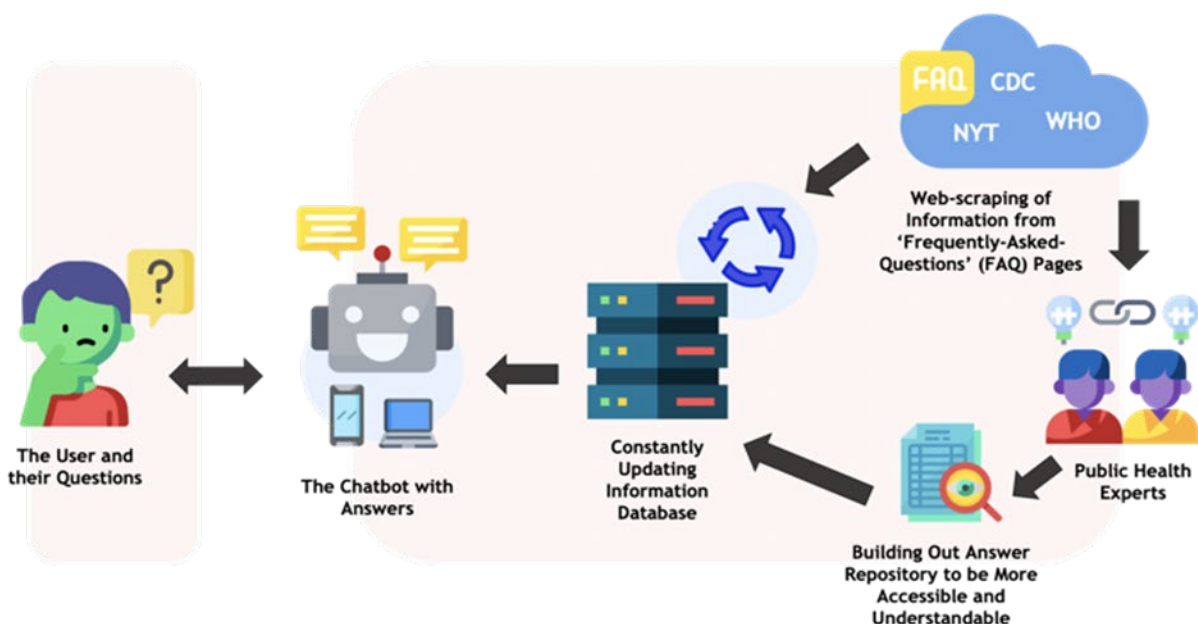 FAQ
CDC
NYT
WHO
Web-scraping of
Information from
‘Frequently-Asked-
Questions’ (FAQ) Pages
?
The User and
their Questions
The Chatbot with
Answers
Constantly
Updating
Information
Database
Public Health
Experts
Building Out Answer
Repository to be More
Accessible and
Understandable